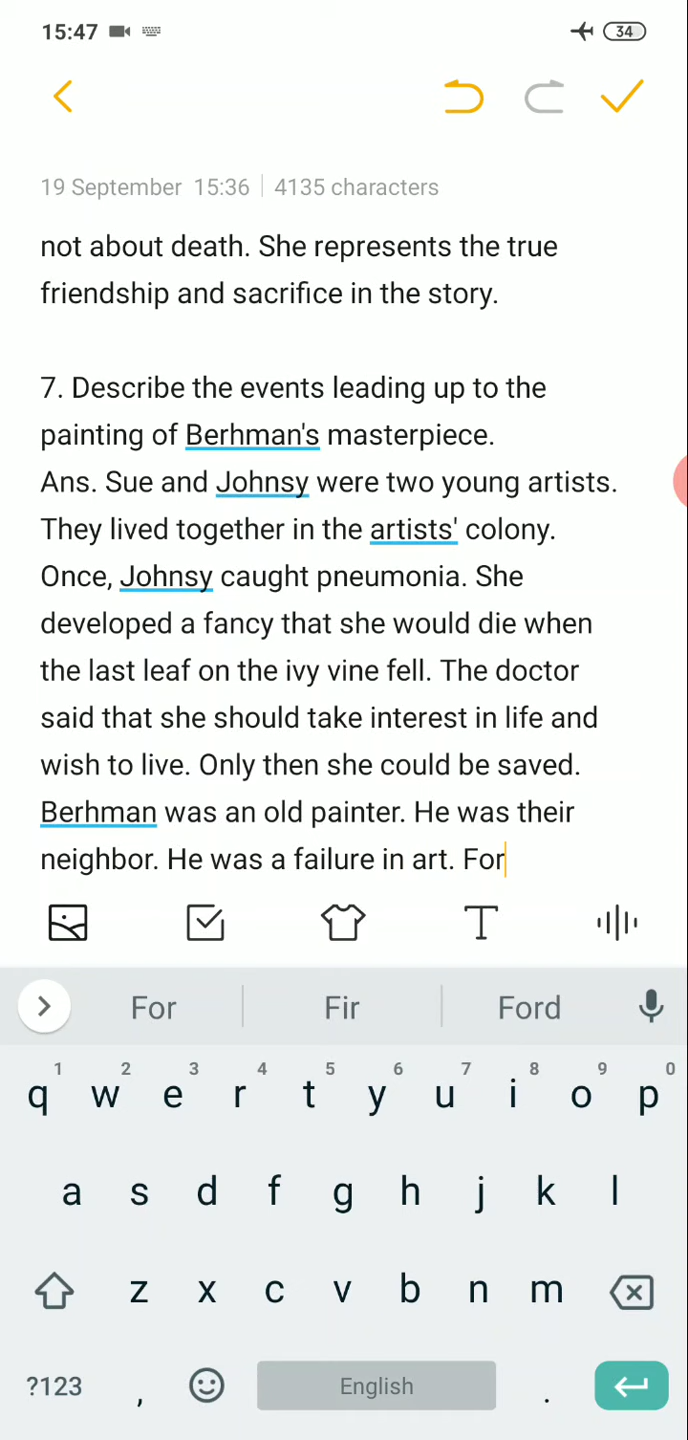 15:47 34
19 September 15:36 4135 characters
not about death. She represents the true
friendship and sacrifice in the story.
7. Describe the events leading up to the
painting of Berhman's masterpiece.
Ans. Sue and Johnsy were two young artists.
They lived together in the artists' colony.
Once, Johnsy caught pneumonia. She
developed a fancy that she would die when
the last leaf on the ivy vine fell. The doctor
said that she should take interest in life and
wish to live. Only then she could be saved.
Berhman was an old painter. He was their
neighbor. He was a failure in art. For
T
For Fir Ford
1 2 3 4 5 6 7 8 9 0
q w e r t y u i o p
a s d f g h j k l
z x c v b n m
?123 , English .